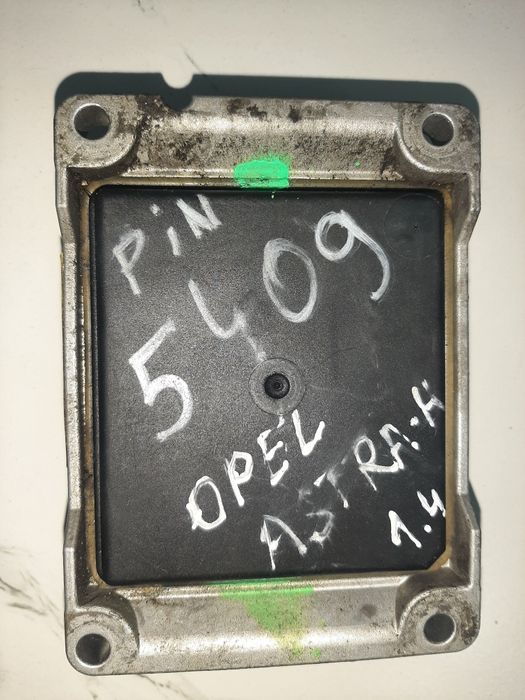 PiN
5409
OPEL
ASTRA-H
1.4